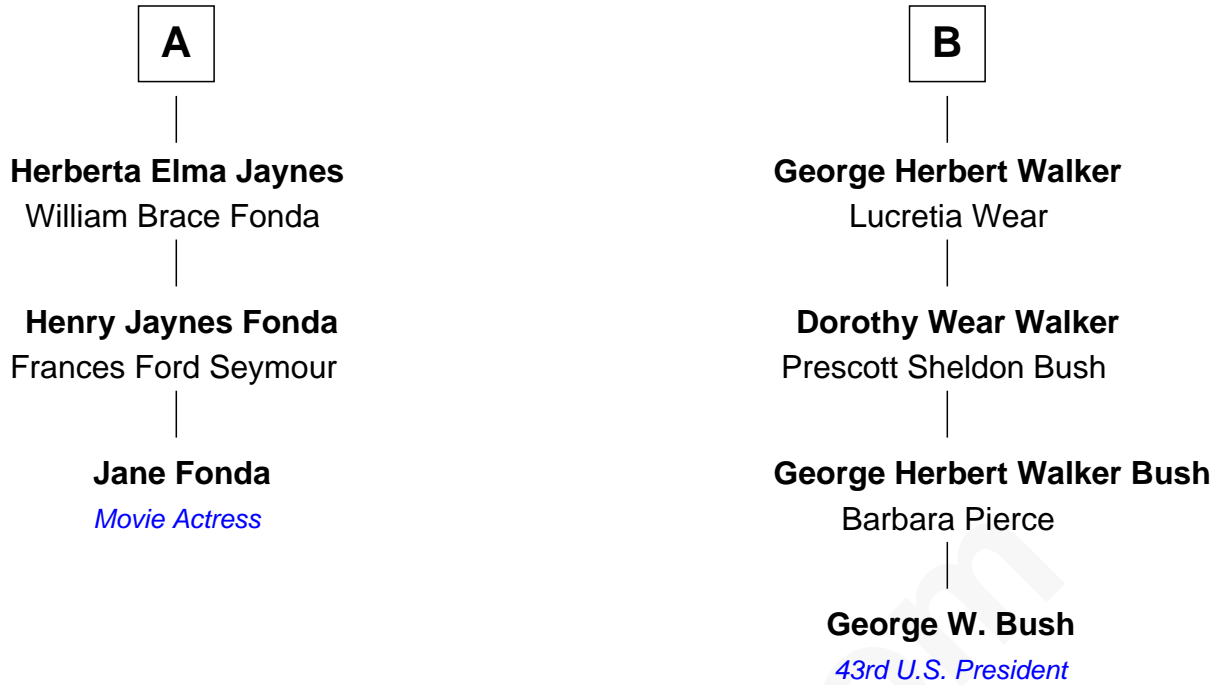 A
Herberta Elma Jaynes
William Brace Fonda
Henry Jaynes Fonda
Frances Ford Seymour
Jane Fonda
Movie Actress
B
George Herbert Walker
Lucretia Wear
Dorothy Wear Walker
Prescott Sheldon Bush
George Herbert Walker Bush
Barbara Pierce
George W. Bush
43rd U.S. President